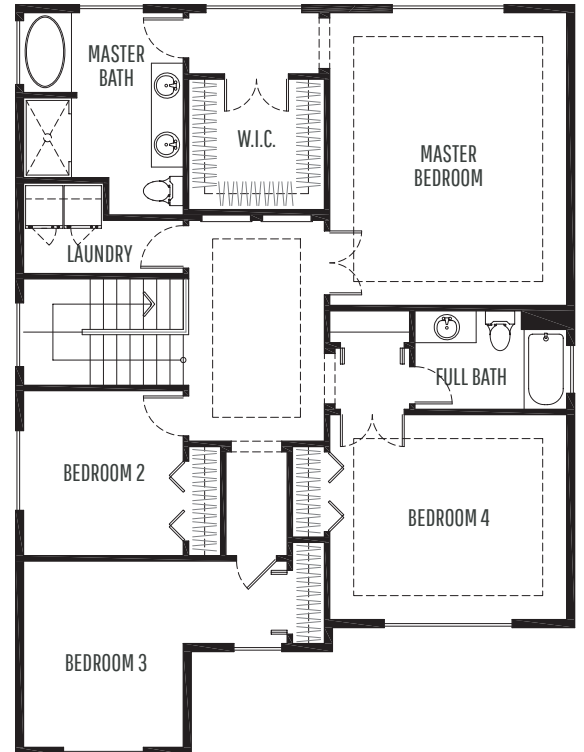 MASTER
BATH
W.I.C.
MASTER
BEDROOM
LAUNDRY
FULL BATH
BEDROOM 2
BEDROOM 4
BEDROOM 3